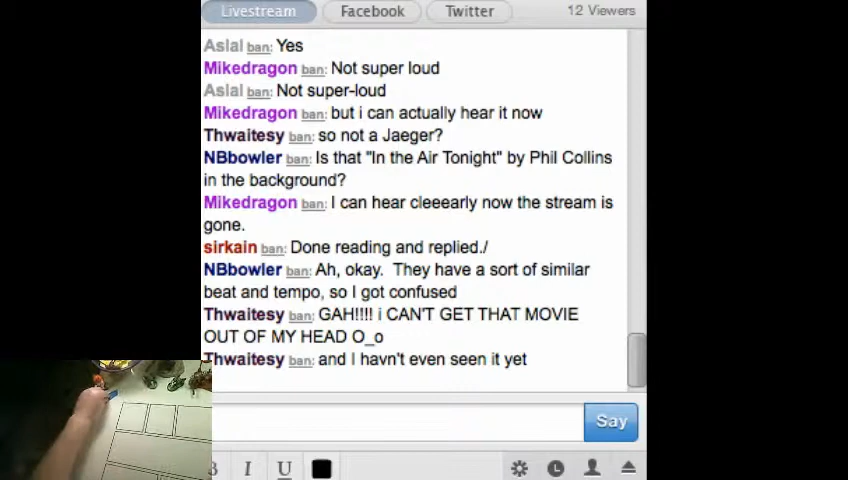 Livestream Facebook Twitter 12 Viewers
Aslal ban: Yes
Mikedragon ban: Not super loud
Aslal ban: Not super-loud
Mikedragon ban: but i can actually hear it now
Thwaitesy ban: so not a Jaeger?
NBbowler ban: Is that "In the Air Tonight" by Phil Collins
in the background?
Mikedragon ban: I can hear cleeearly now the stream is
gone.
sirkain ban: Done reading and replied./
NBbowler ban: Ah, okay. They have a sort of similar
beat and tempo, so I got confused
Thwaitesy ban: GAH!!!! i CAN'T GET THAT MOVIE
OUT OF MY HEAD O_o
Thwaitesy ban: and I havn't even seen it yet
Say
B I U